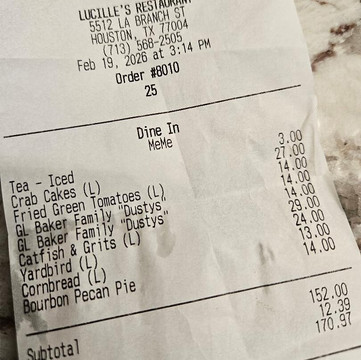 LUCILLE'S RESTAURANT
5512 LA BRANCH ST
HOUSTON, TX 77004
(713) 568-2505
Feb 19, 2026 at 3:14 PM
Order #8010
25
Dine In
MeMe
Tea - Iced 3.00
Crab Cakes (L) 27.00
Fried Green Tomatoes (L) 14.00
GL Baker Family "Dustys" 14.00
GL Baker Family "Dustys" 14.00
Catfish & Grits (L) 29.00
Yardbird (L) 24.00
Cornbread (L) 13.00
Bourbon Pecan Pie 14.00
Subtotal 152.00
12.39
170.97